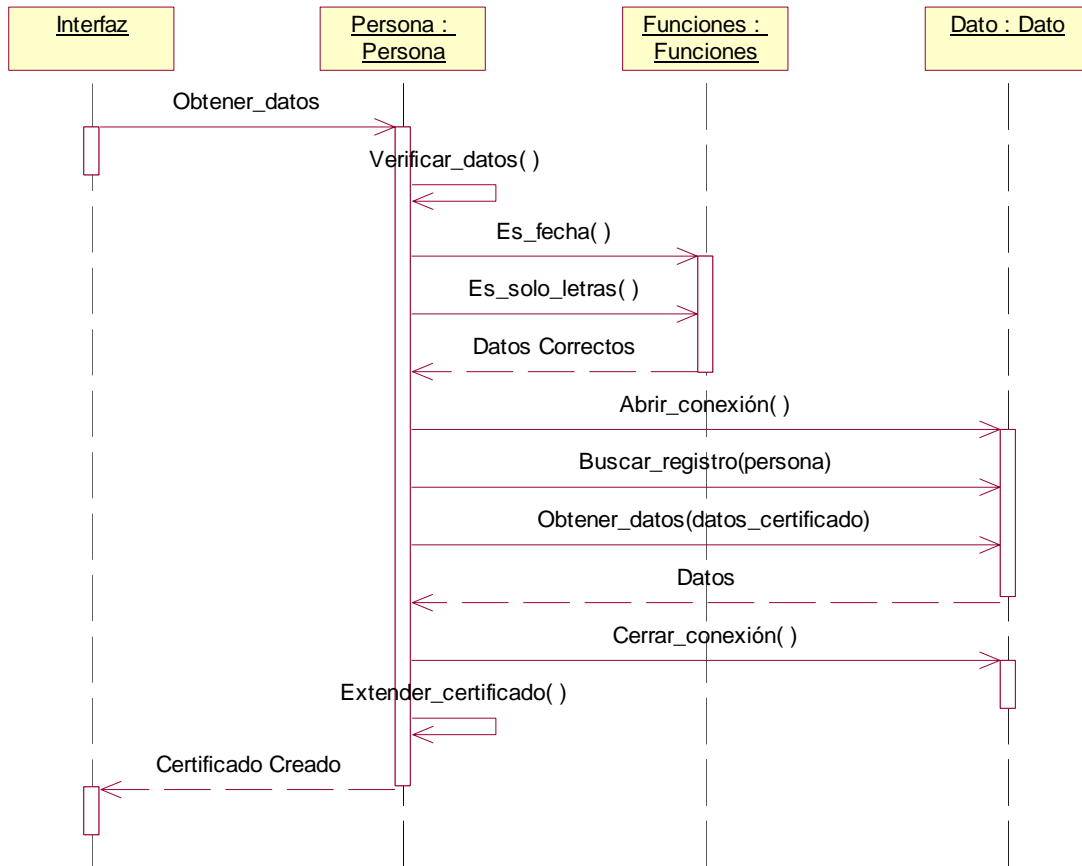 Interfaz
Persona :
Persona
Funciones :
Funciones
Dato : Dato
Obtener_datos
Verificar_datos( )
Es_fecha( )
Es_solo_letras( )
Datos Correctos
Abrir_conexión( )
Buscar_registro(persona)
Obtener_datos(datos_certificado)
Datos
Cerrar_conexión( )
Extender_certificado( )
Certificado Creado